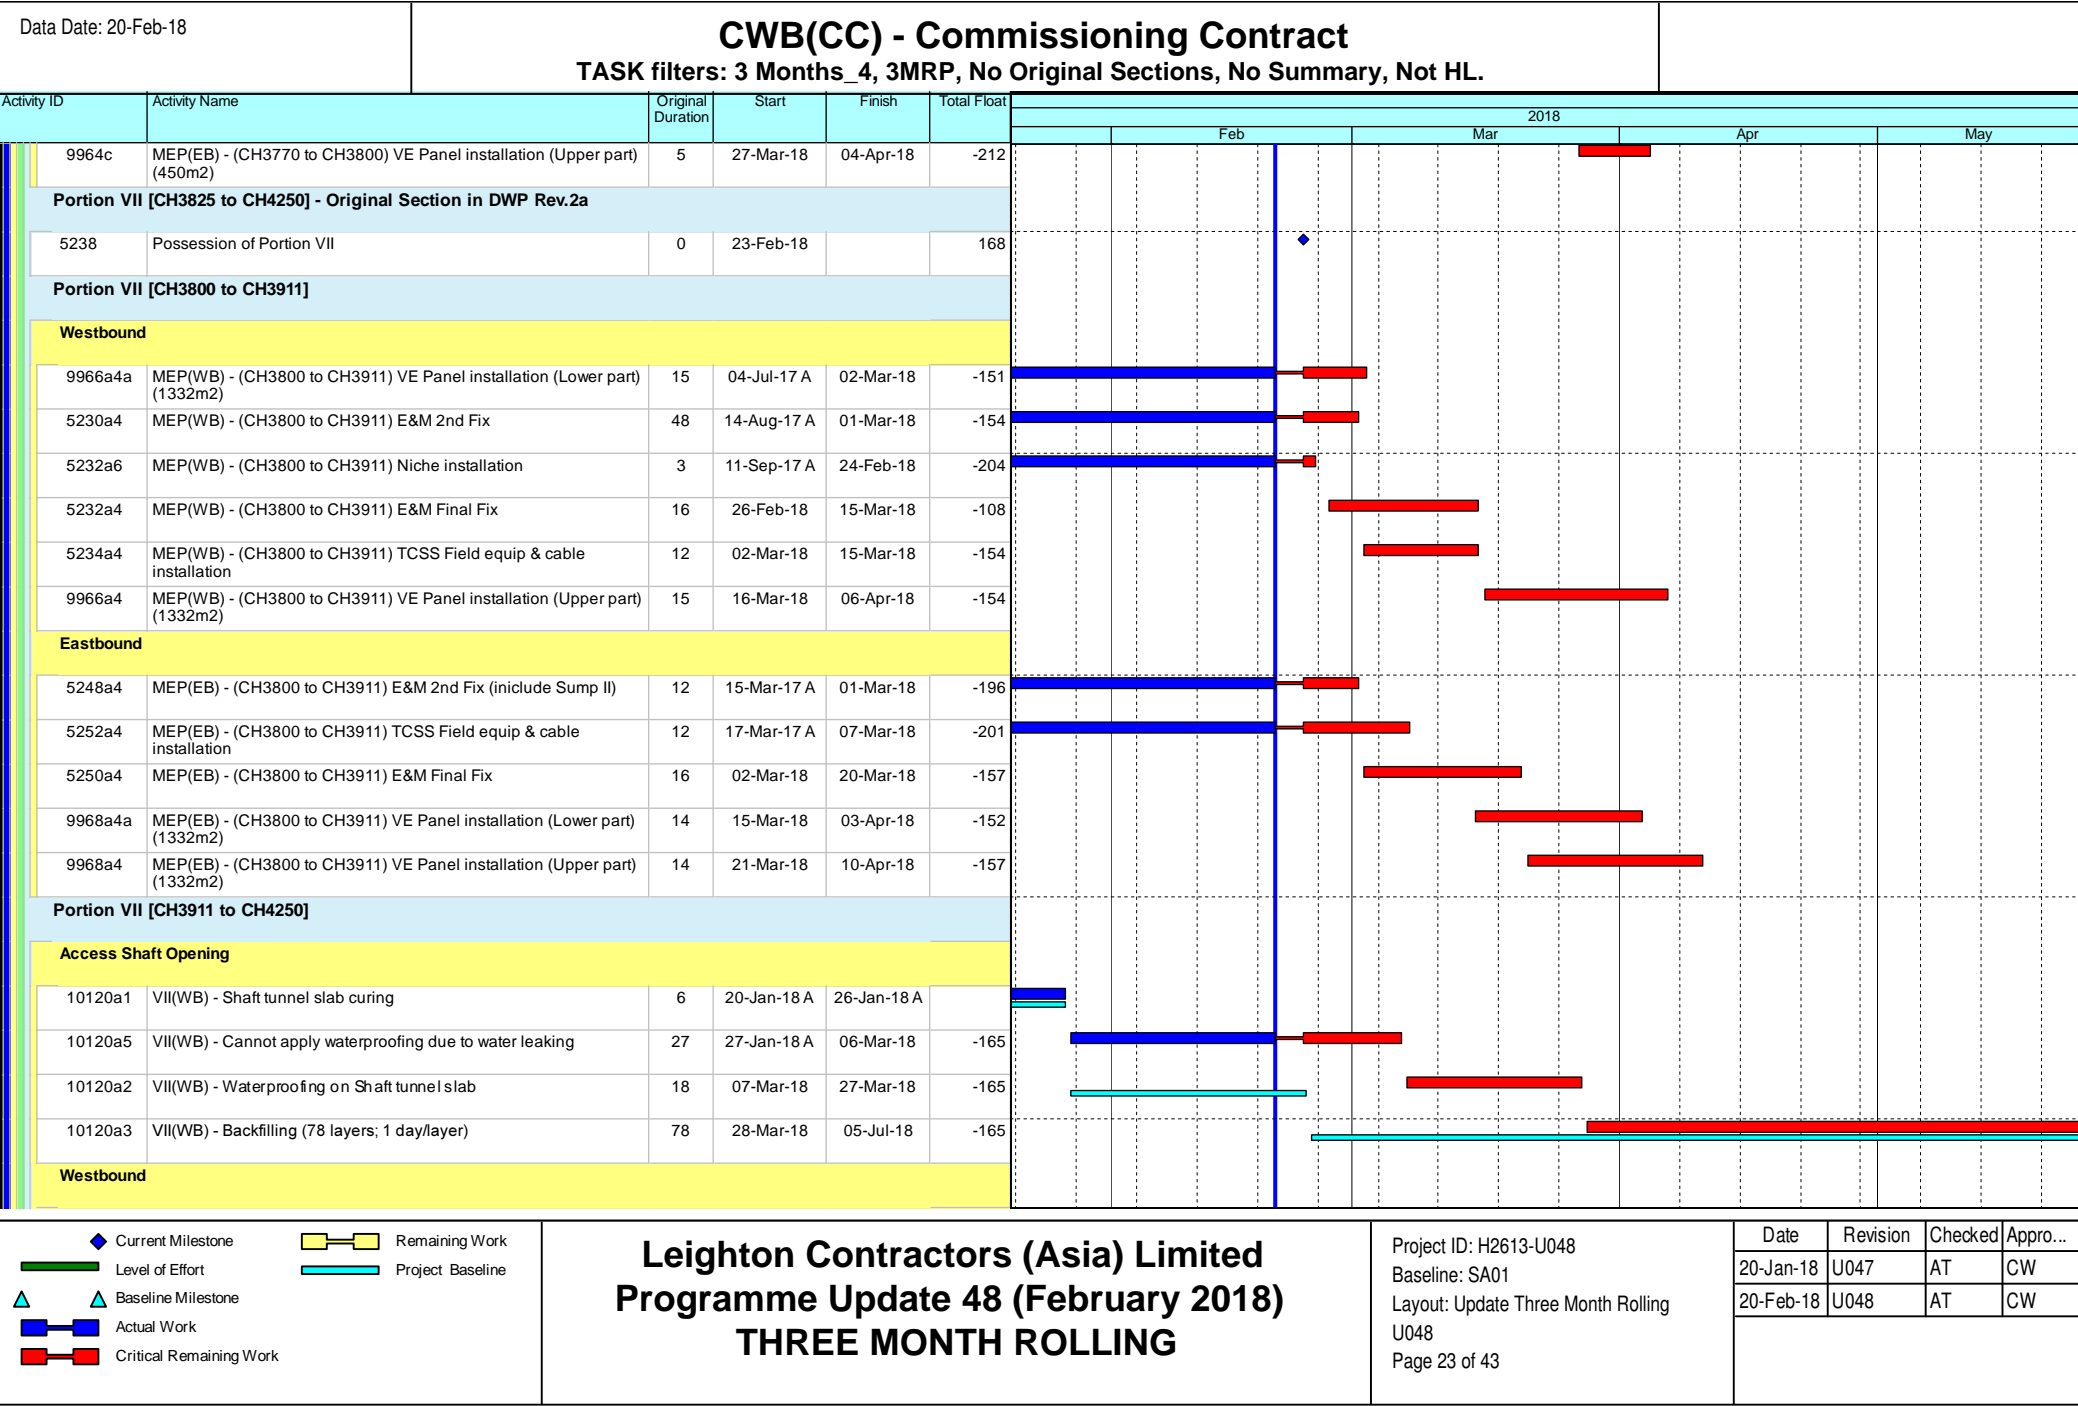 Data Date: 20-Feb-18
CWB(CC) - Commissioning Contract
TASK filters: 3 Months_4, 3MRP, No Original Sections, No Summary, Not HL.
Activity ID Activity Name Original Duration Start Finish Total Float
2018
Feb Mar Apr May
9964c MEP(EB) - (CH3770 to CH3800) VE Panel installation (Upper part) 5 27-Mar-18 04-Apr-18 -212
(450m2)
Portion VII [CH3825 to CH4250] - Original Section in DWP Rev.2a
5238 Possession of Portion VII 0 23-Feb-18 168
Portion VII [CH3800 to CH3911]
Westbound
9966a4a MEP(WB) - (CH3800 to CH3911) VE Panel installation (Lower part) 15 04-Jul-17 A 02-Mar-18 -151
(1332m2)
5230a4 MEP(WB) - (CH3800 to CH3911) E&M 2nd Fix 48 14-Aug-17 A 01-Mar-18 -154
5232a6 MEP(WB) - (CH3800 to CH3911) Niche installation 3 11-Sep-17 A 24-Feb-18 -204
5232a4 MEP(WB) - (CH3800 to CH3911) E&M Final Fix 16 26-Feb-18 15-Mar-18 -108
5234a4 MEP(WB) - (CH3800 to CH3911) TCSS Field equip & cable 12 02-Mar-18 15-Mar-18 -154
installation
9966a4 MEP(WB) - (CH3800 to CH3911) VE Panel installation (Upper part) 15 16-Mar-18 06-Apr-18 -154
(1332m2)
Eastbound
5248a4 MEP(EB) - (CH3800 to CH3911) E&M 2nd Fix (iniclude Sump II) 12 15-Mar-17 A 01-Mar-18 -196
5252a4 MEP(EB) - (CH3800 to CH3911) TCSS Field equip & cable 12 17-Mar-17 A 07-Mar-18 -201
installation
5250a4 MEP(EB) - (CH3800 to CH3911) E&M Final Fix 16 02-Mar-18 20-Mar-18 -157
9968a4a MEP(EB) - (CH3800 to CH3911) VE Panel installation (Lower part) 14 15-Mar-18 03-Apr-18 -152
(1332m2)
9968a4 MEP(EB) - (CH3800 to CH3911) VE Panel installation (Upper part) 14 21-Mar-18 10-Apr-18 -157
(1332m2)
Portion VII [CH3911 to CH4250]
Access Shaft Opening
10120a1 VII(WB) - Shaft tunnel slab curing 6 20-Jan-18 A 26-Jan-18 A
10120a5 VII(WB) - Cannot apply waterproofing due to water leaking 27 27-Jan-18 A 06-Mar-18 -165
10120a2 VII(WB) - Waterproofing on Shaft tunnel slab 18 07-Mar-18 27-Mar-18 -165
10120a3 VII(WB) - Backfilling (78 layers; 1 day/layer) 78 28-Mar-18 05-Jul-18 -165
Westbound
Current Milestone Remaining Work
Level of Effort Project Baseline
Baseline Milestone
Actual Work
Critical Remaining Work
Leighton Contractors (Asia) Limited
Programme Update 48 (February 2018)
THREE MONTH ROLLING
Project ID: H2613-U048
Baseline: SA01
Layout: Update Three Month Rolling
U048
Page 23 of 43
Date Revision Checked Appro...
20-Jan-18 U047 AT CW
20-Feb-18 U048 AT CW